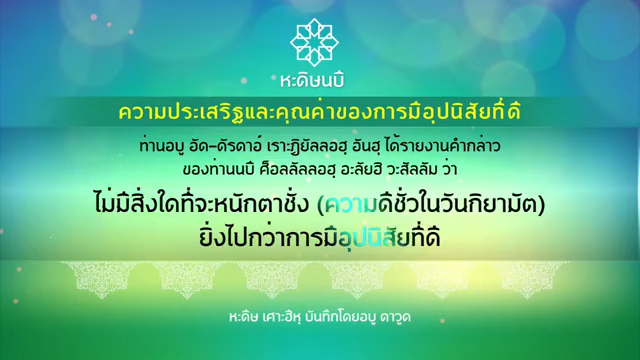 หะดิษนบี
ความประเสริฐและคุณค่าของการมีอุปนิสัยที่ดี
ท่านอบู อัด-ดัรดาอ์ เราะฎิยัลลอฮุ อันฮุ ได้รายงานคำกล่าว
ของท่านนบี ศ็อลลัลลอฮุ อะลัยฮิ วะสัลลัม ว่า
ไม่มีสิ่งใดที่จะหนักตาชั่ง (ความดีชั่วในวันกิยามัต)
ยิ่งไปกว่าการมีอุปนิสัยที่ดี
หะดิษ เศาะฮิหฺ บันทึกโดยอบู ดาวูด